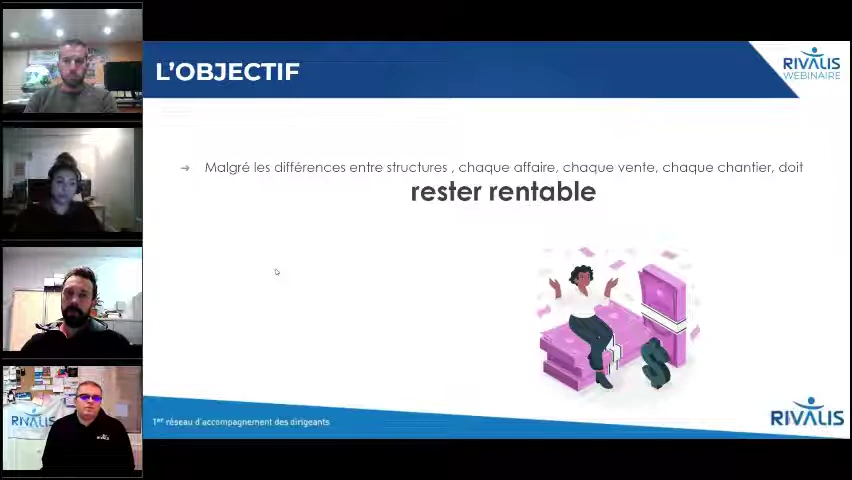 L'OBJECTIF
RIVALIS
WEBINAIRE
→ Malgré les différences entre structures , chaque affaire, chaque vente, chaque chantier, doit
rester rentable
$
1er réseau d'accompagnement des dirigeants
RIVALIS
RIVALIS